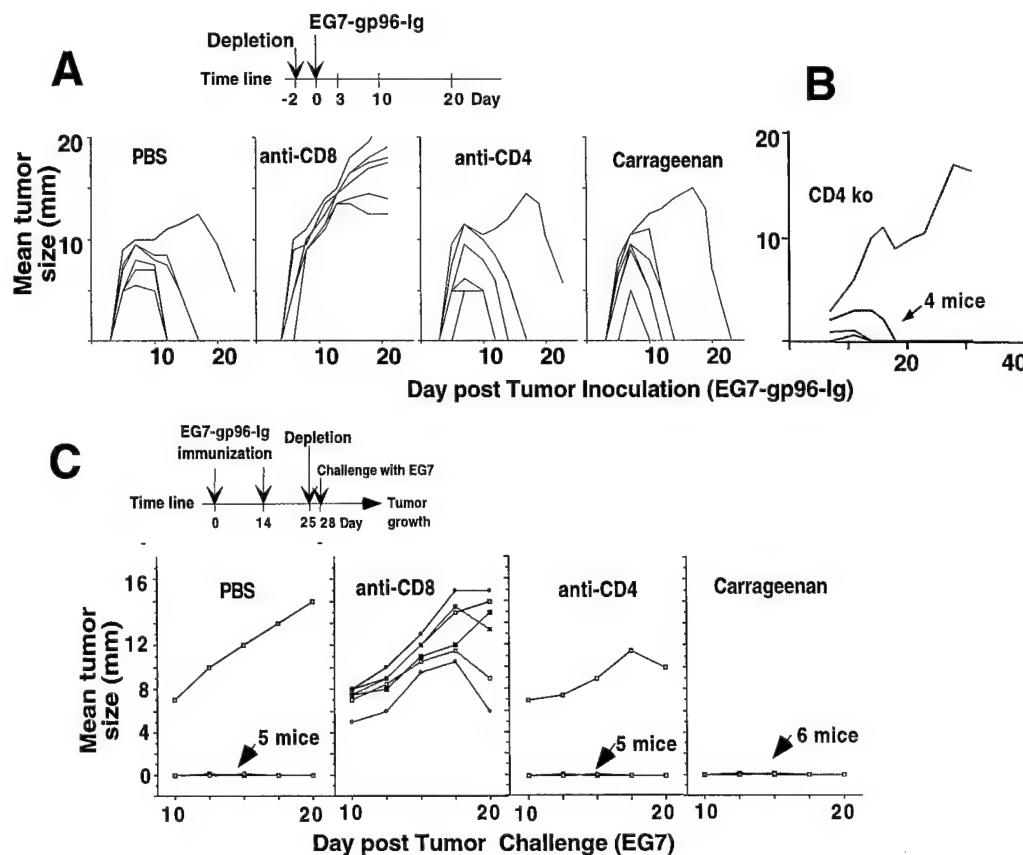 A
EG7-gp96-Ig
Depletion
Time line
-2 0 3 10 20 Day
B
20
10
Mean tumor
size (mm)
PBS
anti-CD8
anti-CD4
Carrageenan
10 20
10 20
10 20
10 20
20
10
0
CD4 ko
4 mice
0 20 40
Day post Tumor Inoculation (EG7-gp96-Ig)
C
EG7-gp96-Ig
immunization
Depletion
Challenge with EG7
Time line
0 14 25 28 Day
Tumor
growth
16
12
8
4
0
Mean tumor
size (mm)
PBS
anti-CD8
anti-CD4
Carrageenan
5 mice
5 mice
6 mice
10 20
10 20
10 20
10 20
Day post Tumor Challenge (EG7)